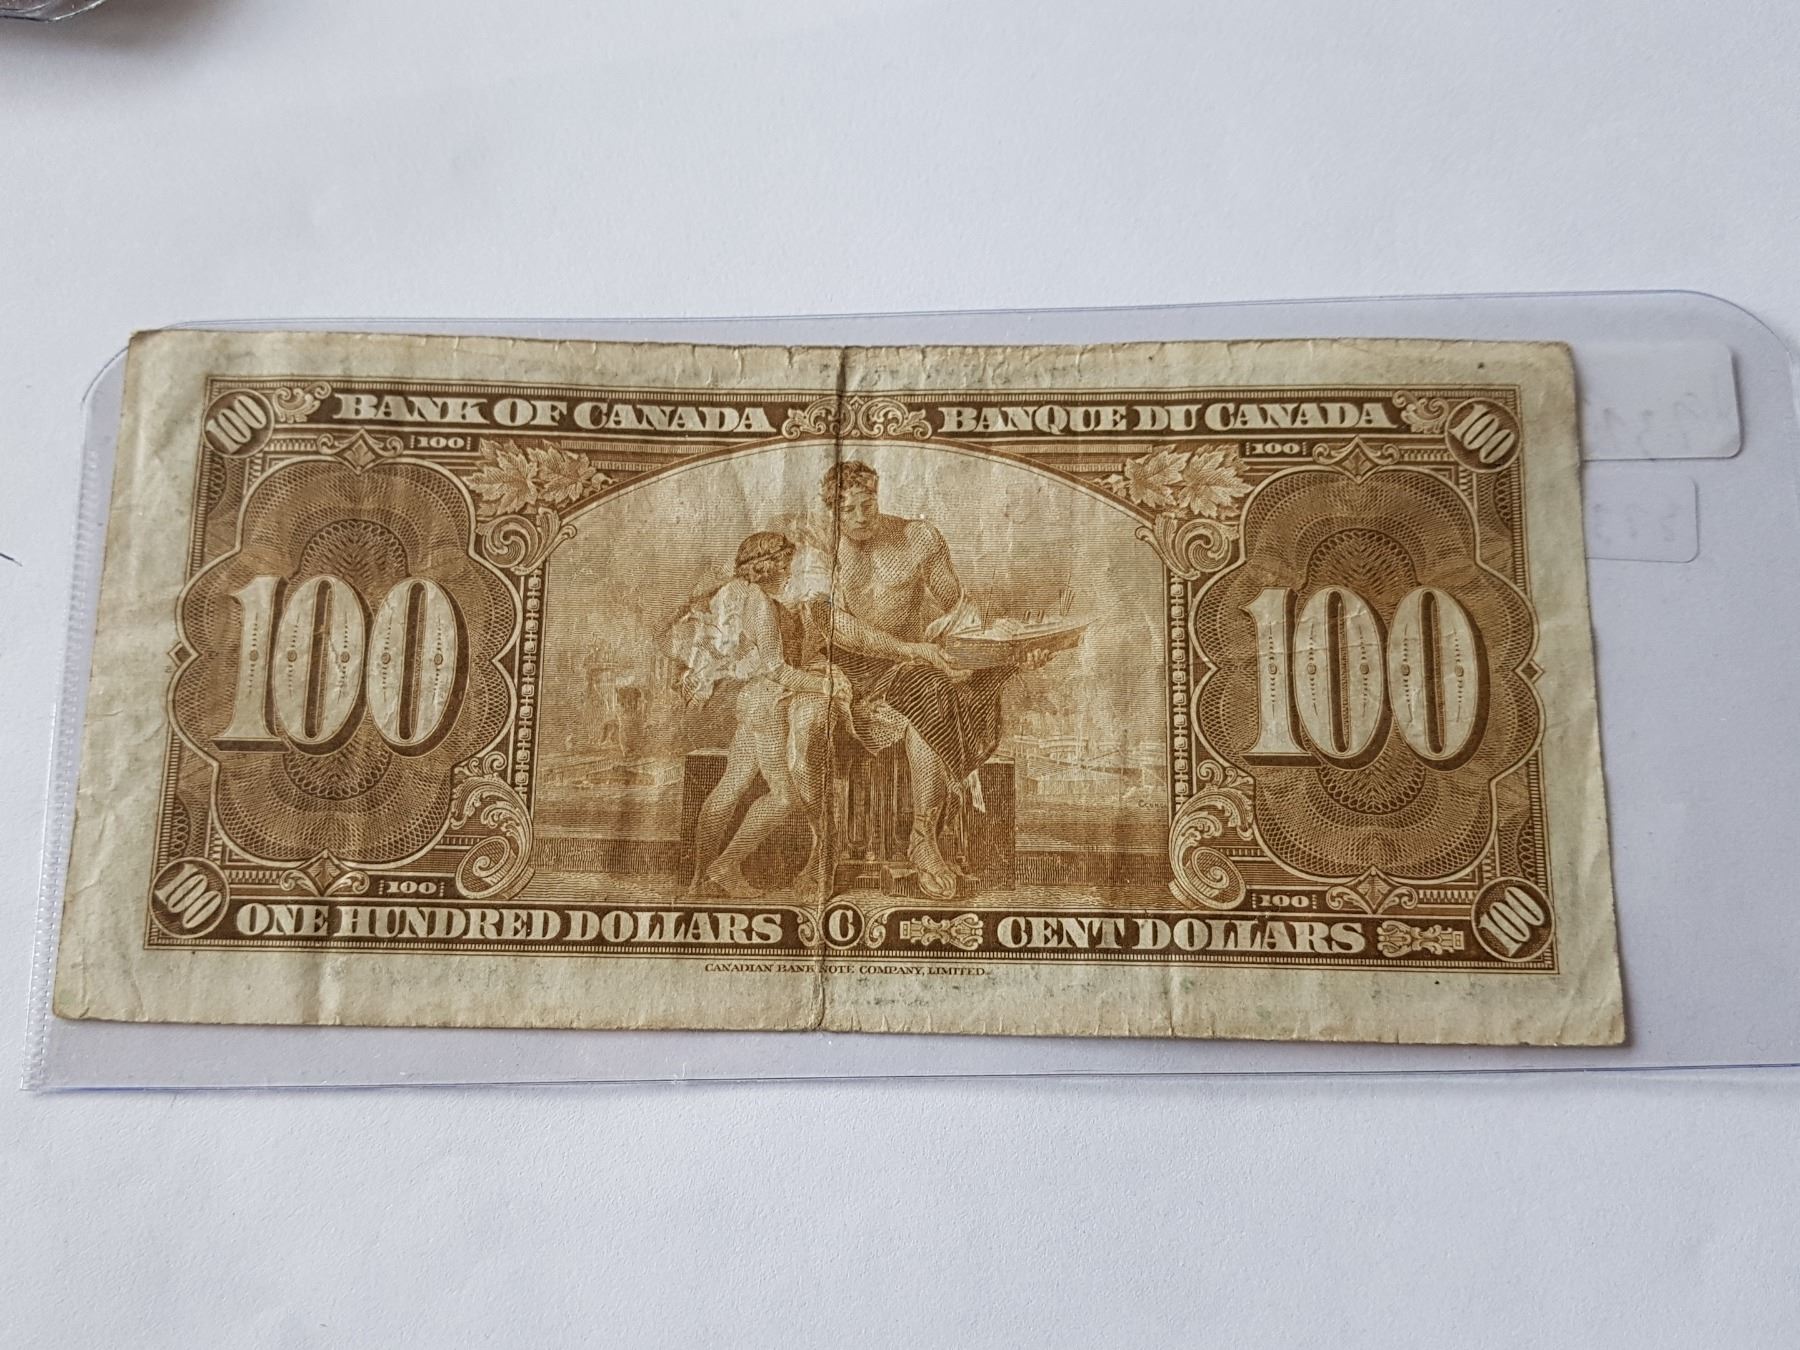 100 BANK OF CANADA BANQUE DU CANADA 100
100 100
100 100
100 100
100 ONE HUNDRED DOLLARS C CENT DOLLARS 100
CANADIAN BANK NOTE COMPANY, LIMITED.